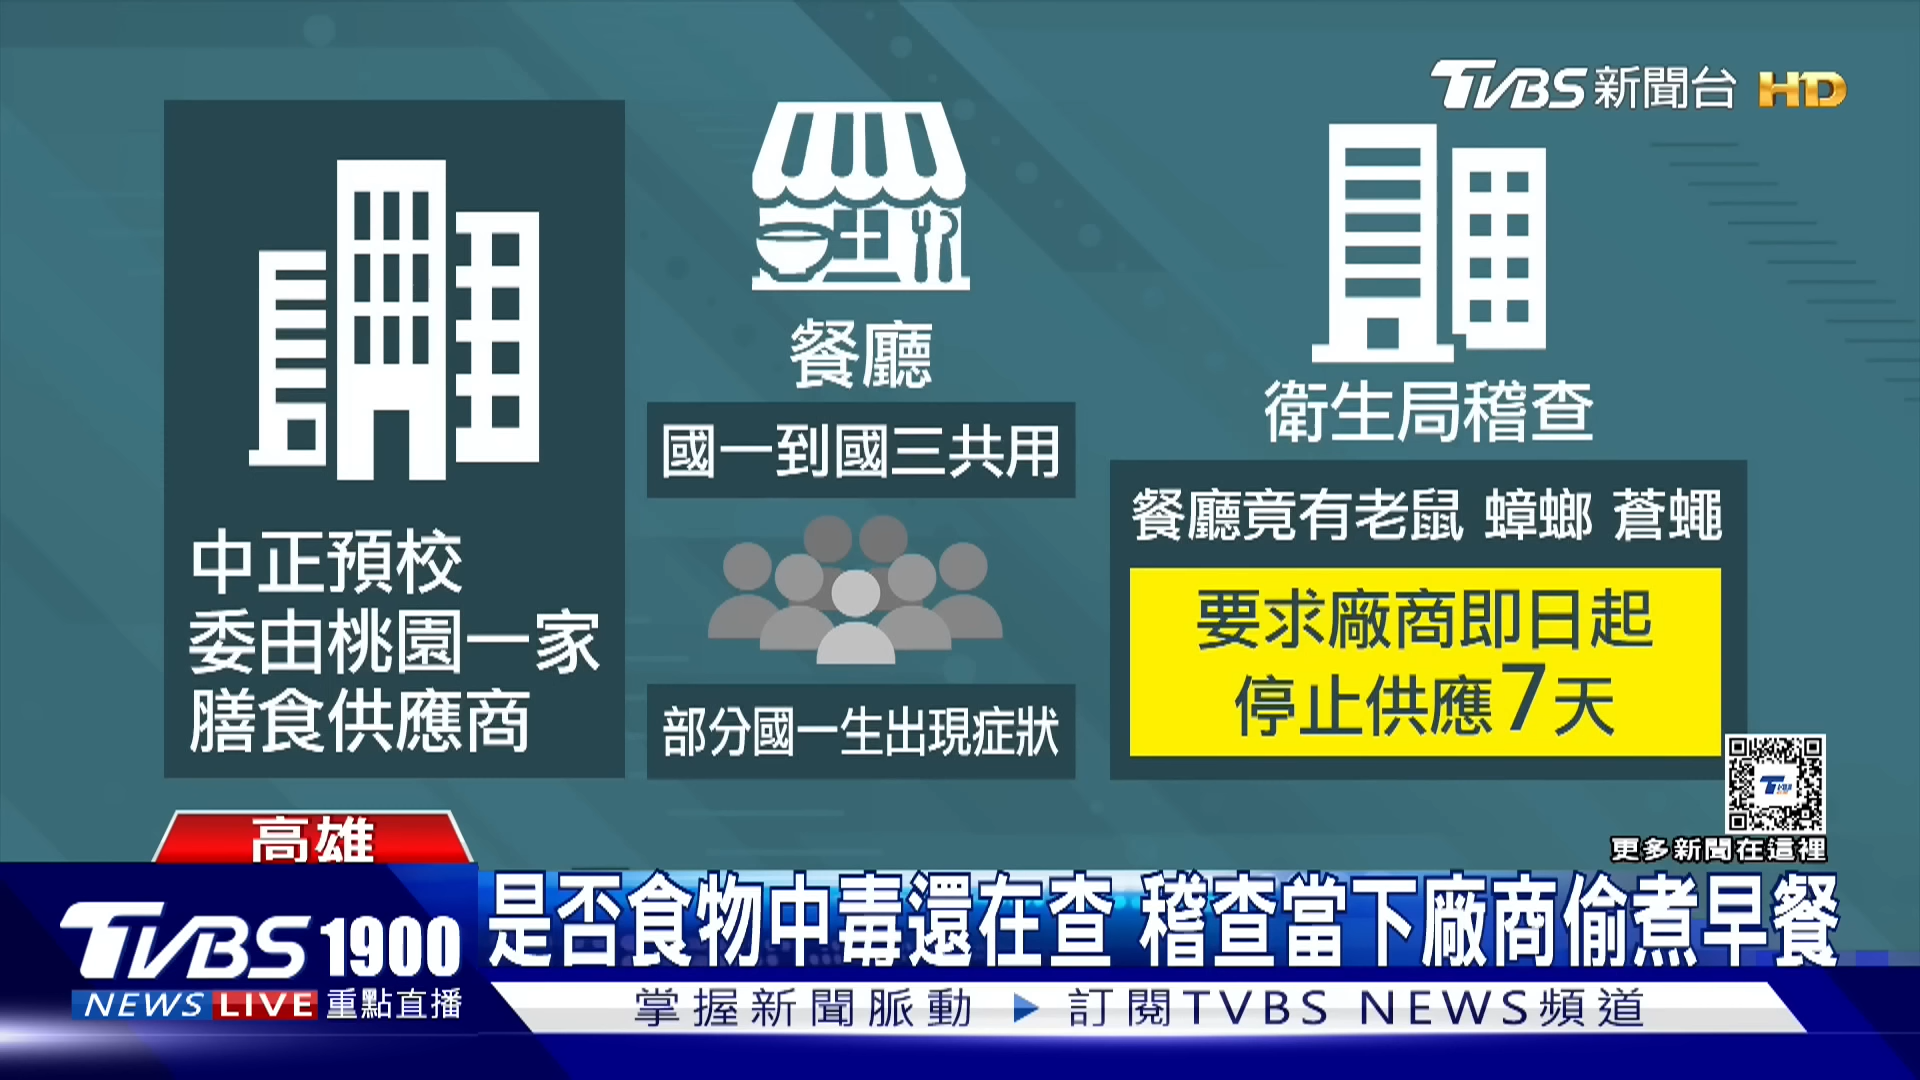 TVBS新聞台 HD
中正預校
委由桃園一家
膳食供應商
餐廳
國一到國三共用
部分國一生出現症狀
衛生局稽查
餐廳竟有老鼠 蟑螂 蒼蠅
要求廠商即日起
停止供應7天
更多新聞在這裡
高雄
TVBS 1900
NEWS LIVE 重點直播
是否食物中毒還在查 稽查當下廠商偷煮早餐
掌握新聞脈動 ▶ 訂閱TVBS NEWS頻道